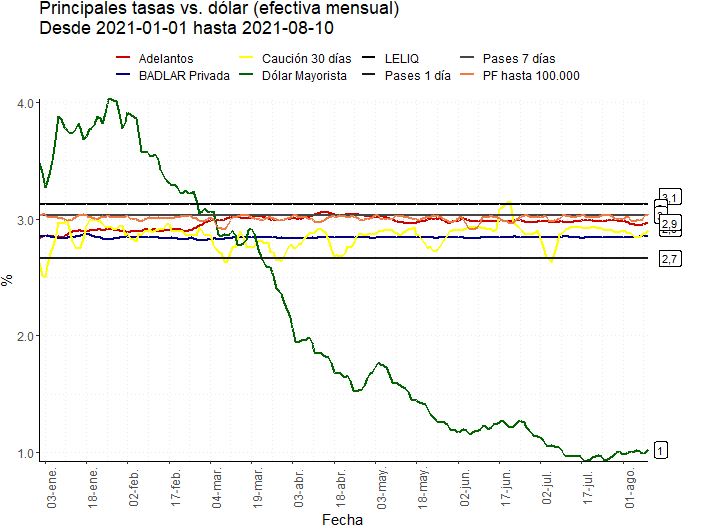 Principales tasas vs. dólar (efectiva mensual)
Desde 2021-01-01 hasta 2021-08-10
Adelantos Caución 30 días LELIQ Pases 7 días
BADLAR Privada Dólar Mayorista Pases 1 día PF hasta 100.000
4.0
3.0
2.0
1.0
%
3,1
2,9
2,7
1
03-ene. 18-ene. 02-feb. 17-feb. 04-mar. 19-mar. 03-abr. 18-abr. 03-may. 18-may. 02-jun. 17-jun. 02-jul. 17-jul. 01-ago.
Fecha